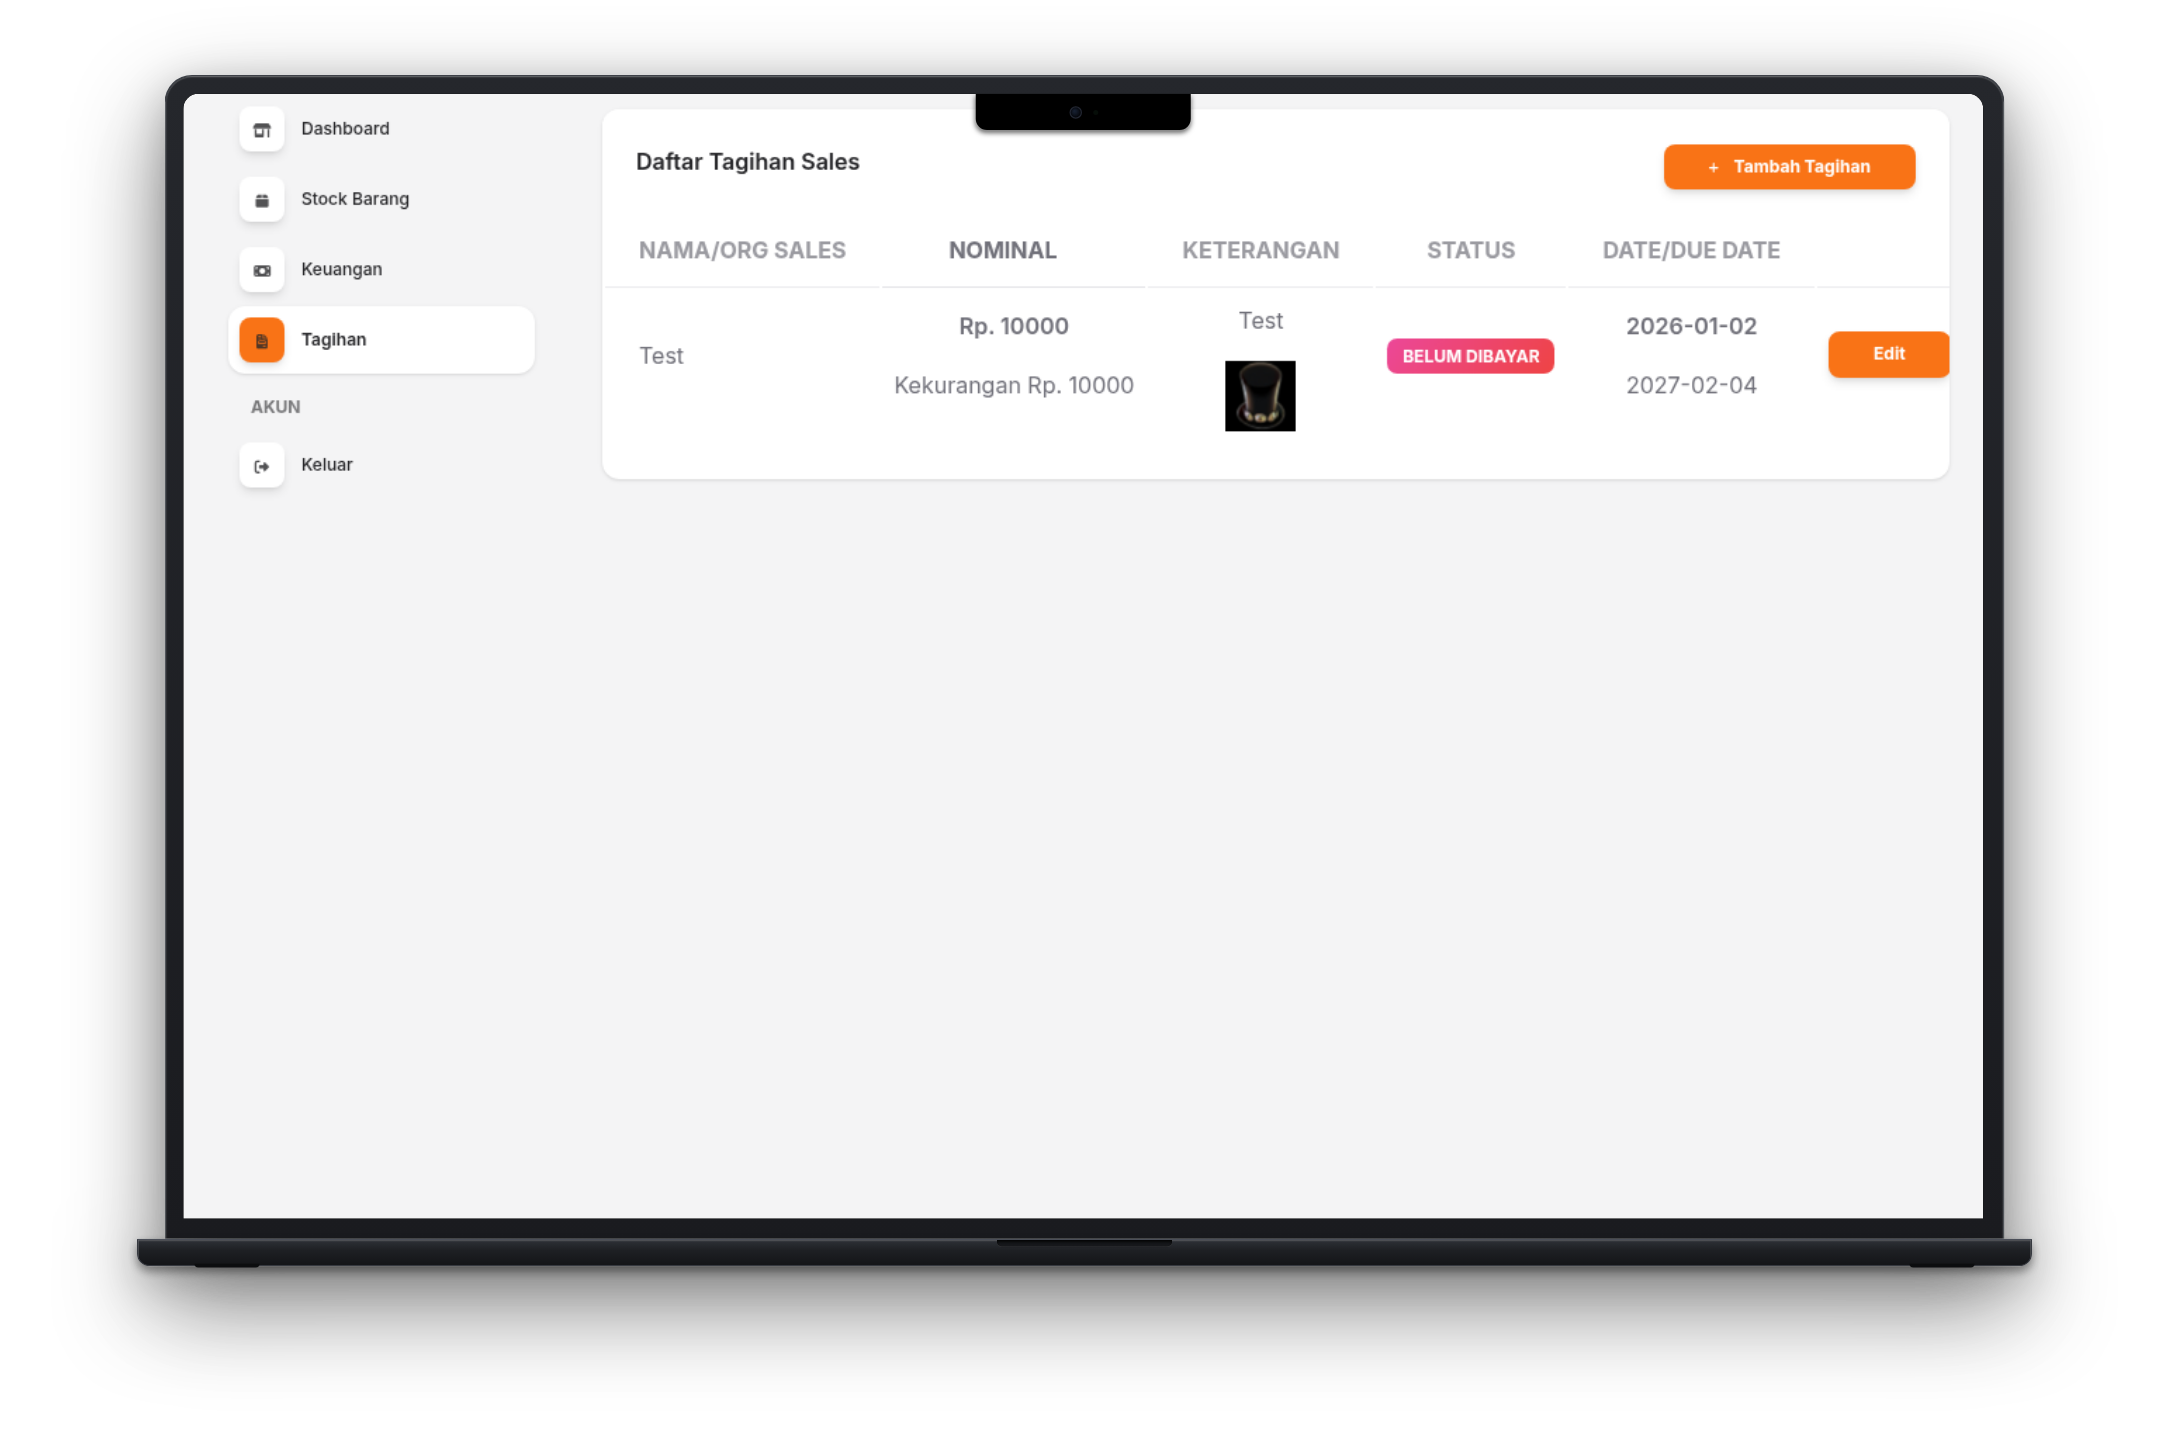 Dashboard
Stock Barang
Keuangan
Tagihan
AKUN
Keluar
Daftar Tagihan Sales
+ Tambah Tagihan
NAMA/ORG SALES NOMINAL KETERANGAN STATUS DATE/DUE DATE
Test Rp. 10000 Test BELUM DIBAYAR 2026-01-02 Edit
Kekurangan Rp. 10000 2027-02-04